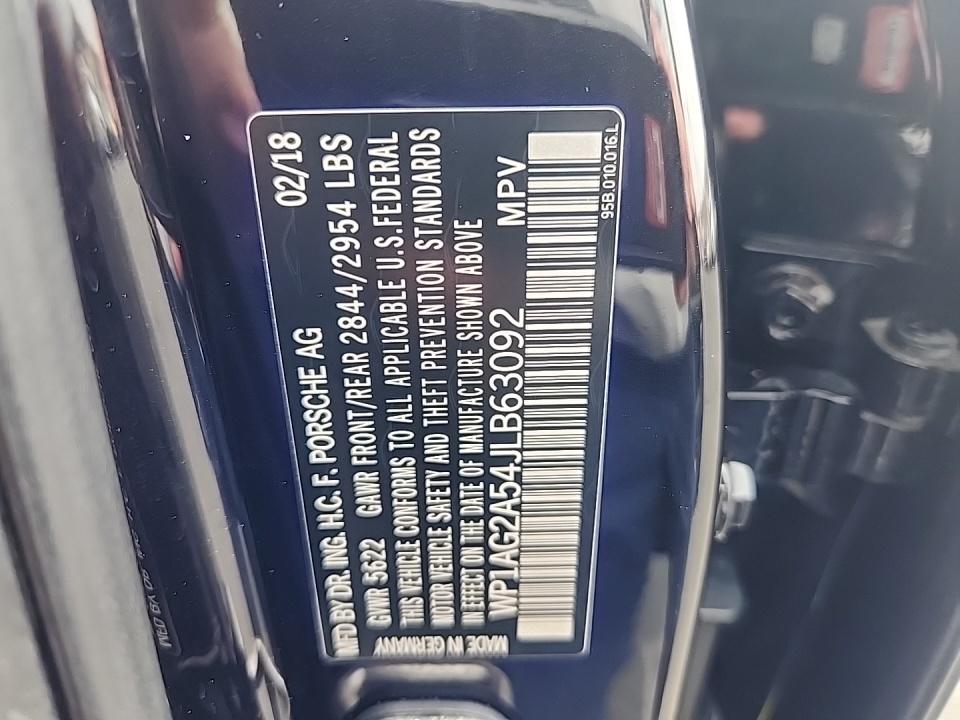 MFD BY DR. ING. H.C. F. PORSCHE AG 02/18
GVWR 5622 GAWR FRONT/REAR 2844/2954 LBS
THIS VEHICLE CONFORMS TO ALL APPLICABLE U.S.FEDERAL
MOTOR VEHICLE SAFETY AND THEFT PREVENTION STANDARDS
IN EFFECT ON THE DATE OF MANUFACTURE SHOWN ABOVE
WP1AG2A54JLB63092 MPV
95B.010.016.L
MADE IN GERMANY